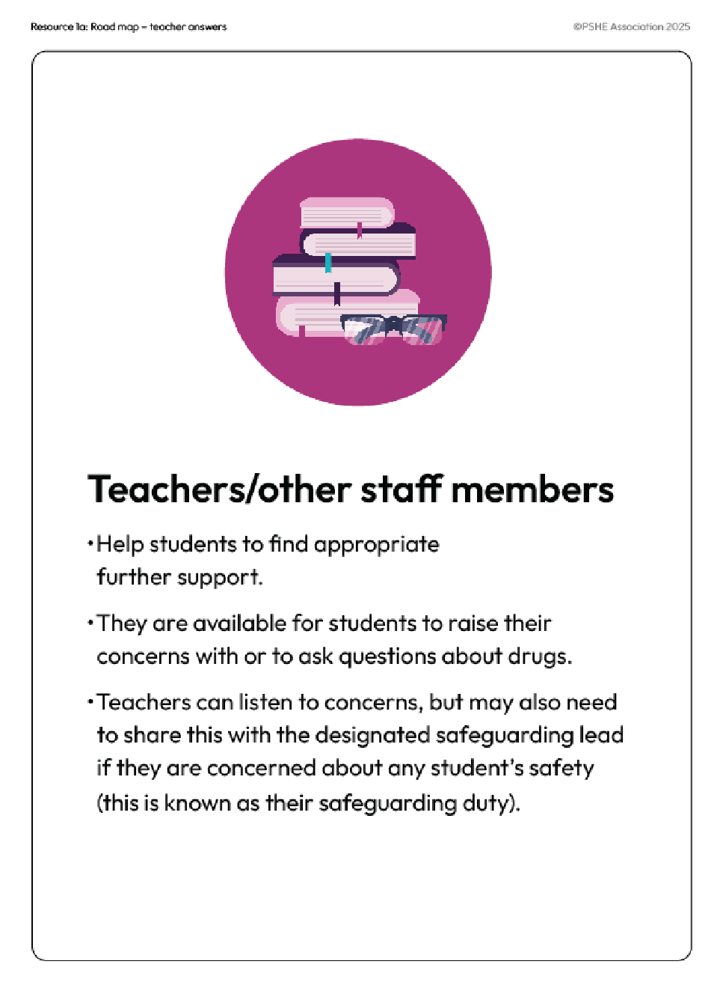 Resource 1a: Road map – teacher answers
©PSHE Association 2025
Teachers/other staff members
•Help students to find appropriate
further support.
•They are available for students to raise their
concerns with or to ask questions about drugs.
•Teachers can listen to concerns, but may also need
to share this with the designated safeguarding lead
if they are concerned about any student’s safety
(this is known as their safeguarding duty).